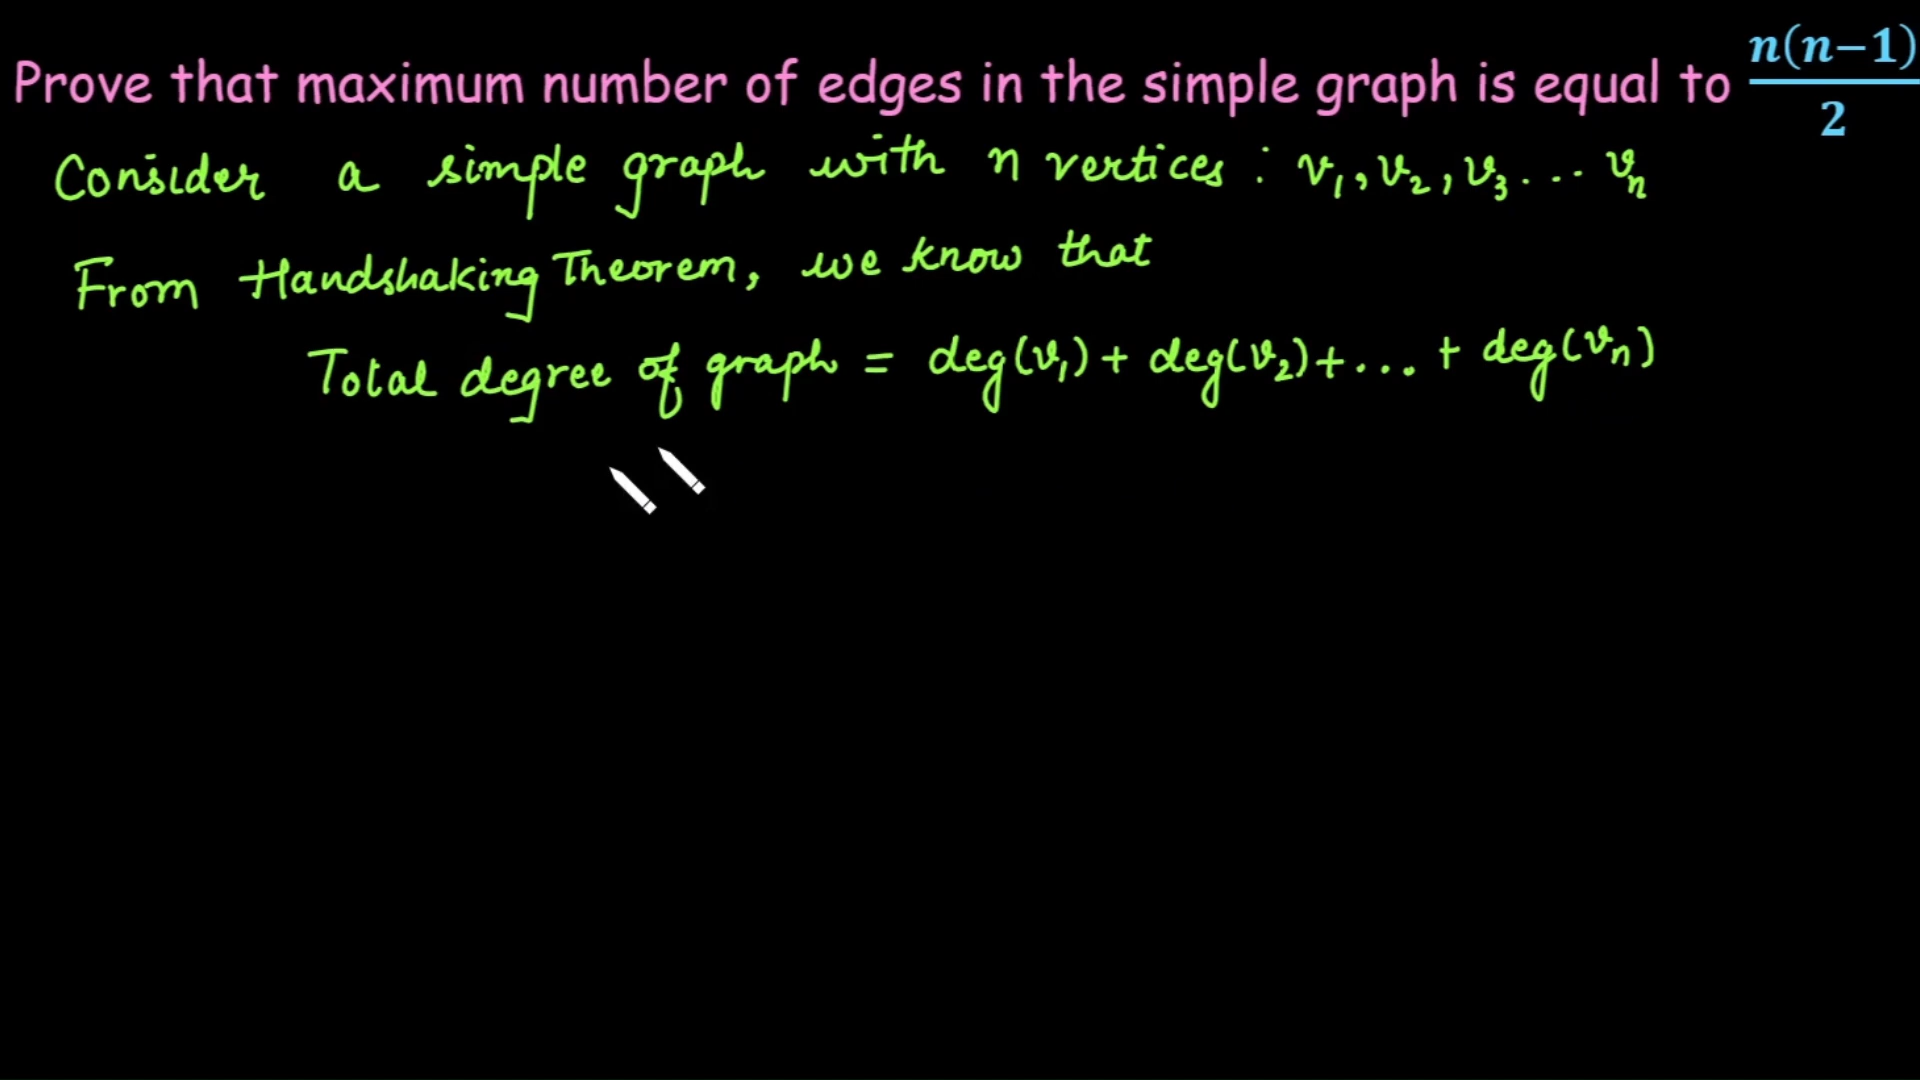 Prove that maximum number of edges in the simple graph is equal to n(n−1)/2
Consider a simple graph with n vertices : v₁, v₂, v₃ . . . vₙ
From Handshaking Theorem, we know that
Total degree of graph = deg(v₁) + deg(v₂) + . . . + deg(vₙ)